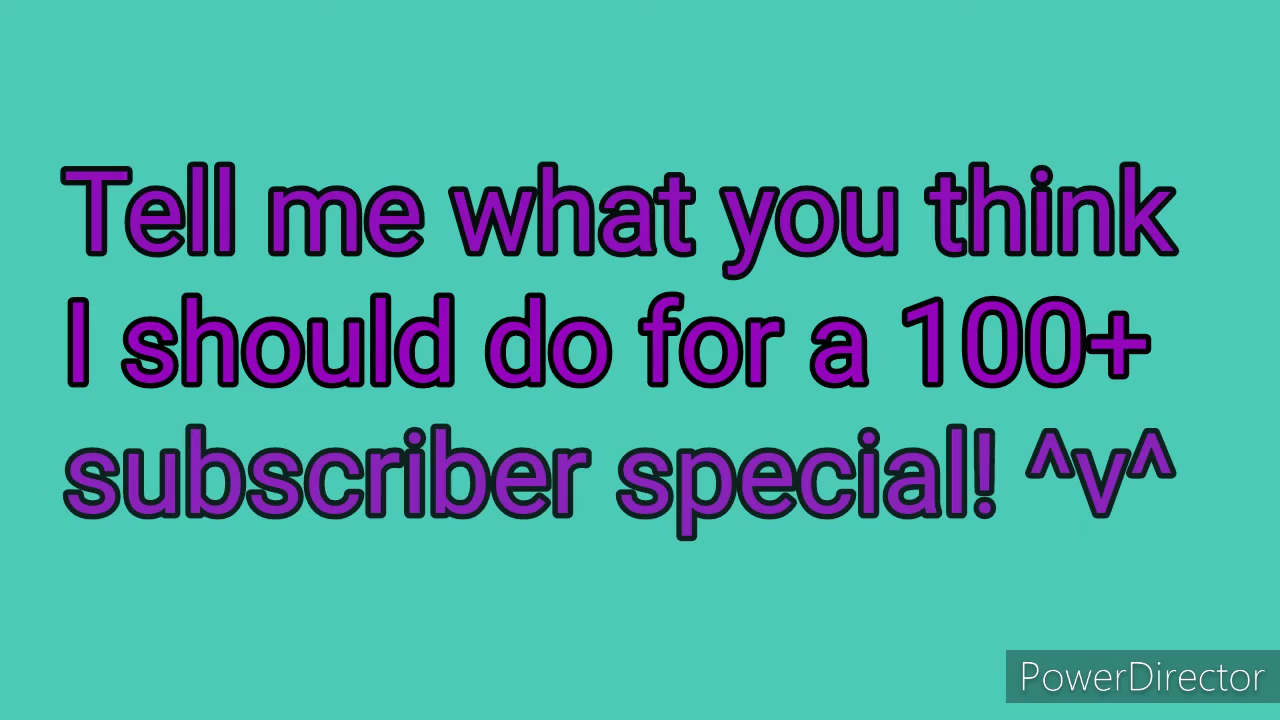 Tell me what you think
I should do for a 100+
subscriber special! ^v^
PowerDirector